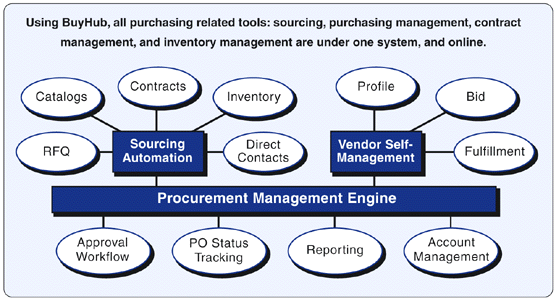 Using BuyHub, all purchasing related tools: sourcing, purchasing management, contract
management, and inventory management are under one system, and online.
Contracts
Profile
Catalogs
Inventory
Bid
RFQ
Sourcing
Automation
Direct
Contacts
Vendor Self-
Management
Fulfillment
Procurement Management Engine
Approval
Workflow
PO Status
Tracking
Reporting
Account
Management